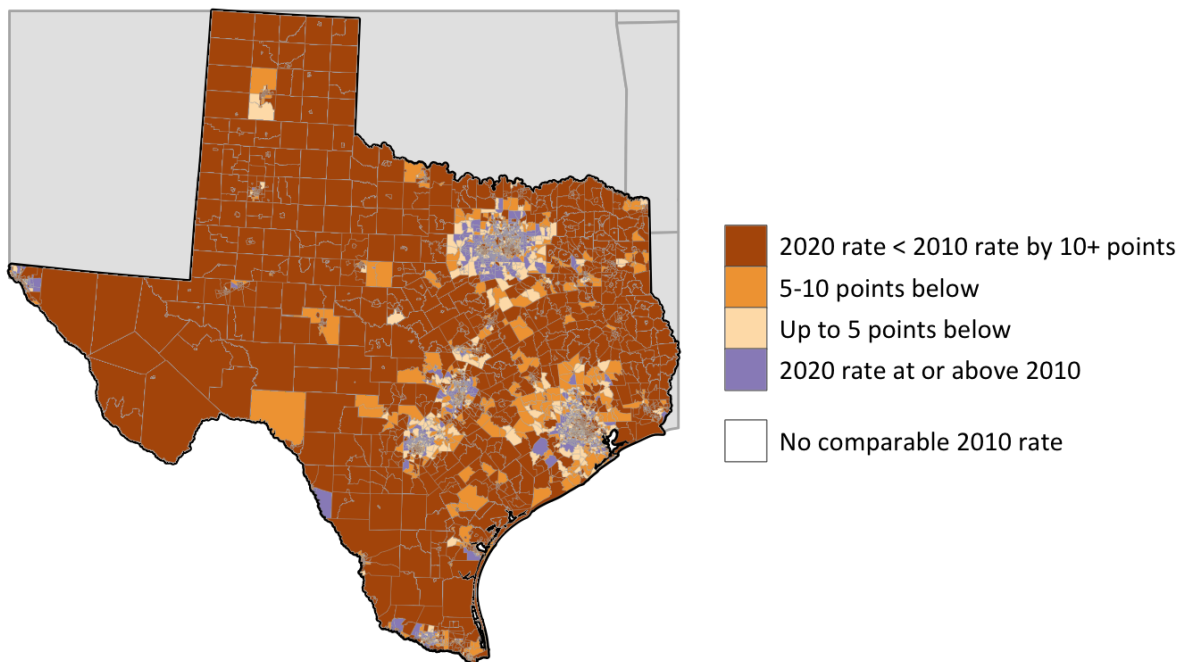 2020 rate < 2010 rate by 10+ points
5-10 points below
Up to 5 points below
2020 rate at or above 2010
No comparable 2010 rate